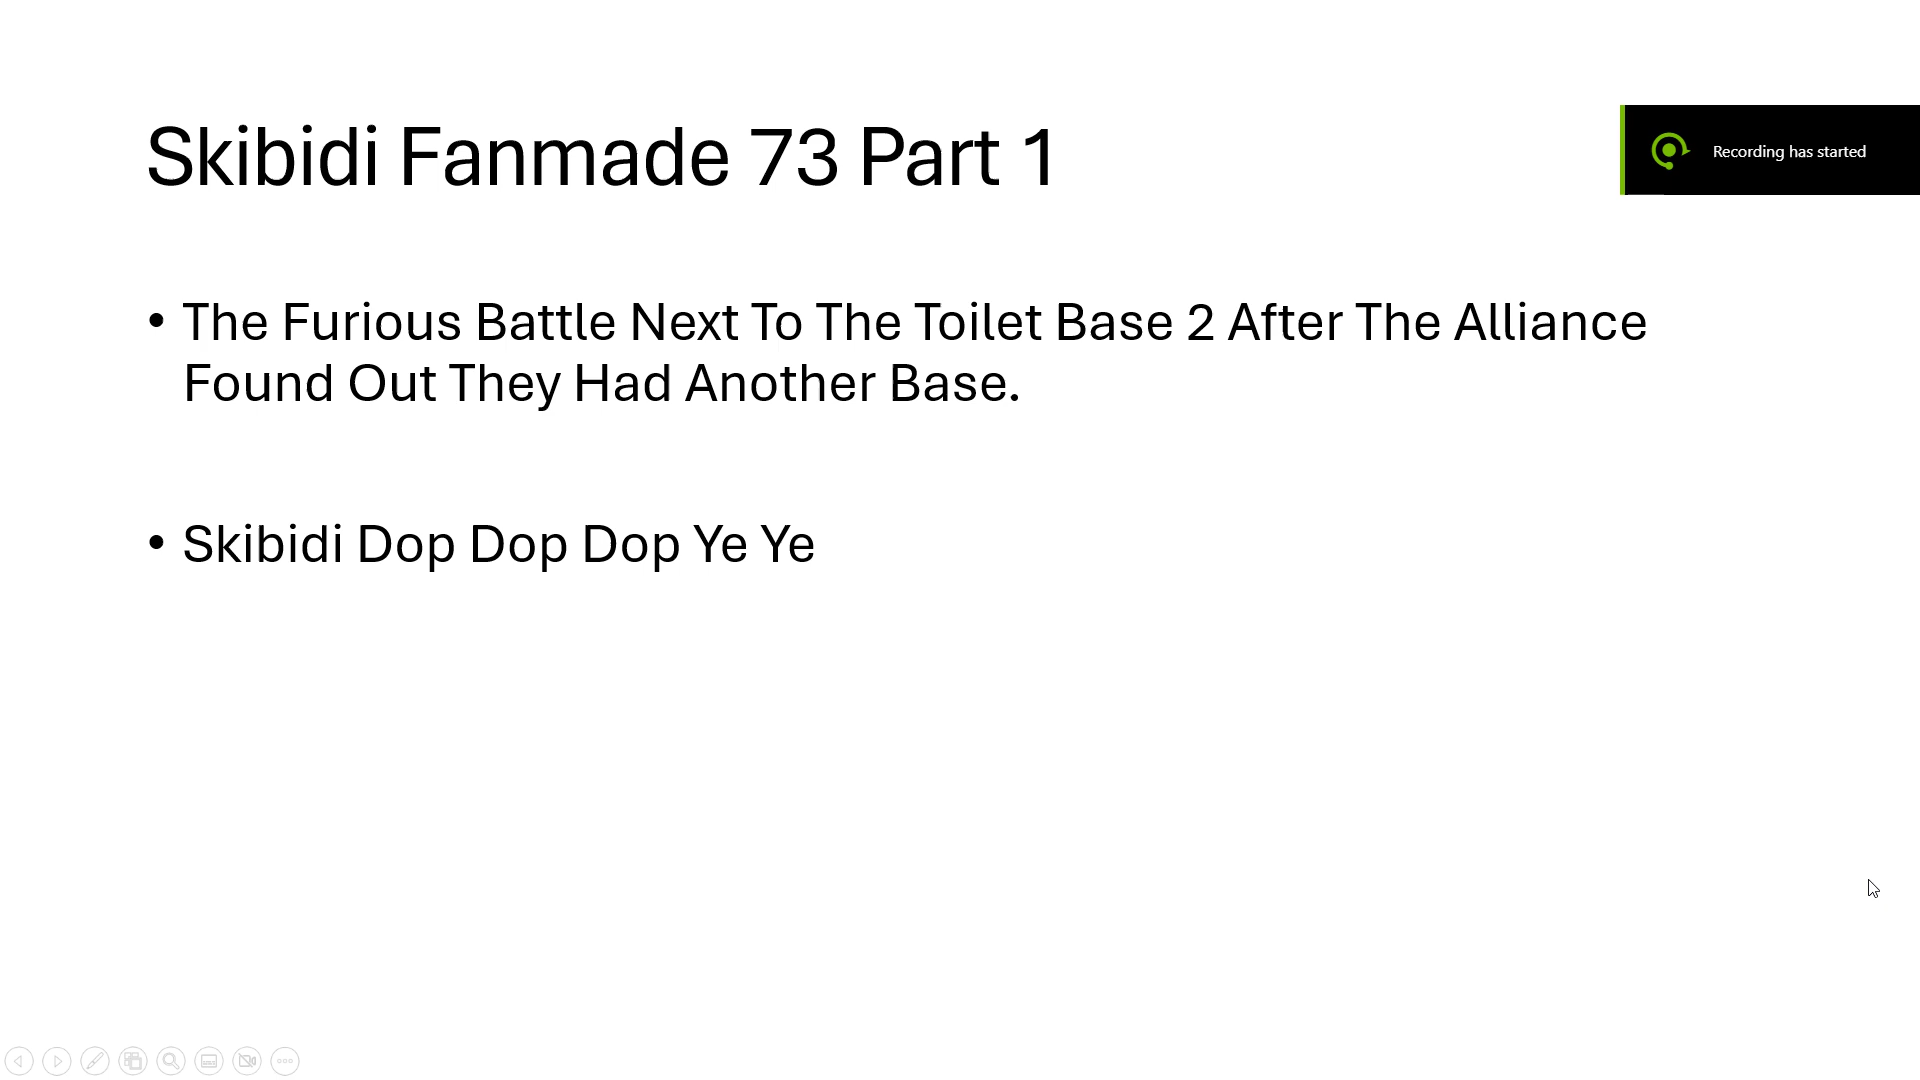 Skibidi Fanmade 73 Part 1
Recording has started
• The Furious Battle Next To The Toilet Base 2 After The Alliance
Found Out They Had Another Base.
• Skibidi Dop Dop Dop Ye Ye